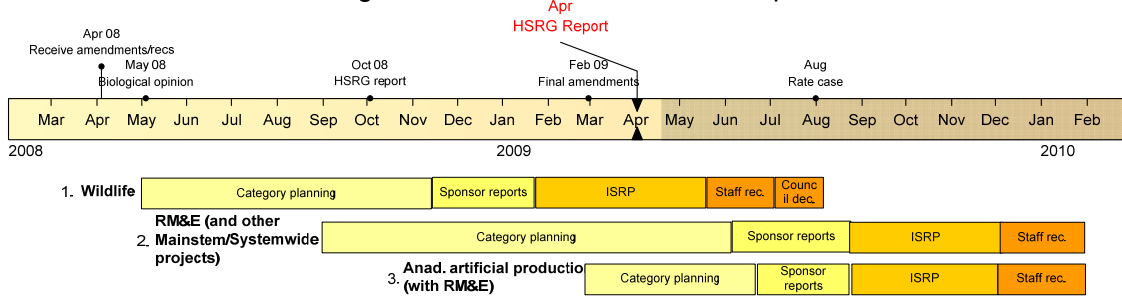 Apr
HSRG Report
Apr 08
Receive amendments/recs
May 08
Biological opinion
Oct 08
HSRG report
Feb 09
Final amendments
Aug
Rate case
Mar Apr May Jun Jul Aug Sep Oct Nov Dec Jan Feb Mar Apr May Jun Jul Aug Sep Oct Nov Dec Jan Feb
2008 2009 2010
1. Wildlife
Category planning
Sponsor reports
ISRP
Staff rec.
Counc
il dec.
2. RM&E (and other
Mainstem/Systemwide
projects)
Category planning
Sponsor reports
ISRP
Staff rec.
3. Anad. artificial productio
(with RM&E)
Category planning
Sponsor
reports
ISRP
Staff rec.